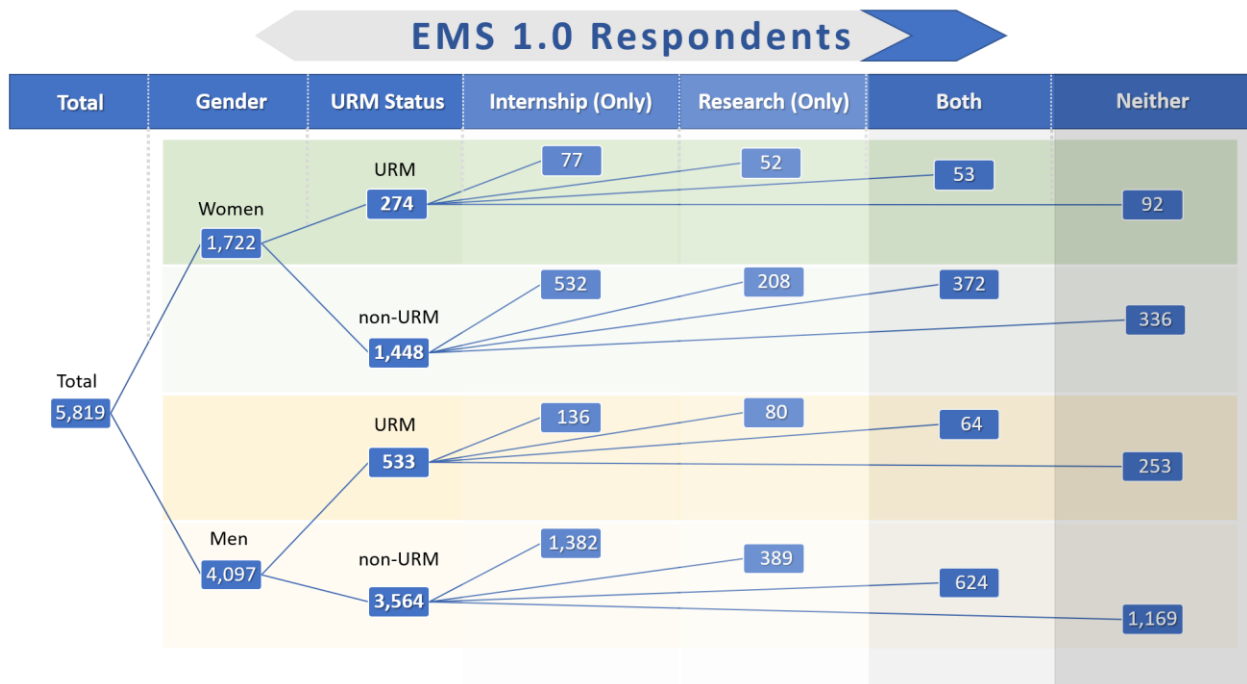 EMS 1.0 Respondents
Total Gender URM Status Internship (Only) Research (Only) Both Neither
77 52
URM 53
274 92
Women
1,722
532 208 372
non-URM 336
1,448
Total
5,819
136 80
URM 64
533 253
Men 1,382
non-URM 389
4,097
3,564 624
1,169